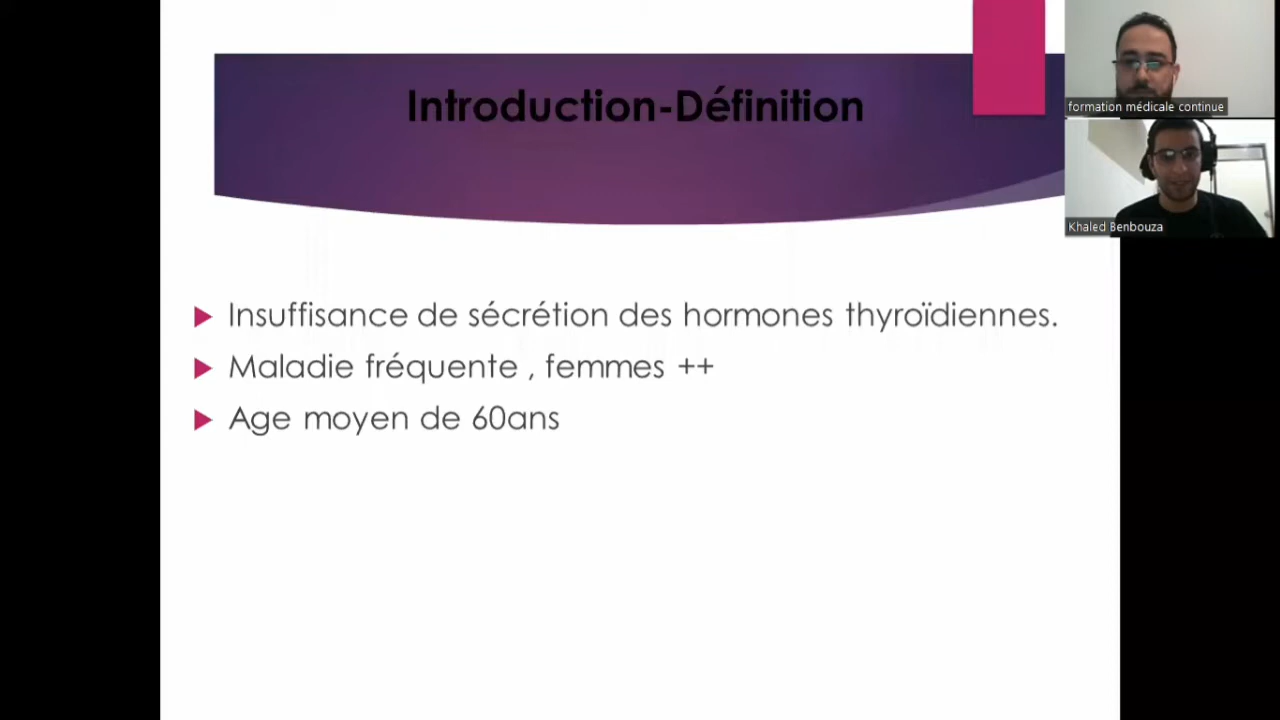 Introduction-Définition
formation médicale continue
Khaled Benbouza
Insuffisance de sécrétion des hormones thyroïdiennes.
Maladie fréquente , femmes ++
Age moyen de 60ans